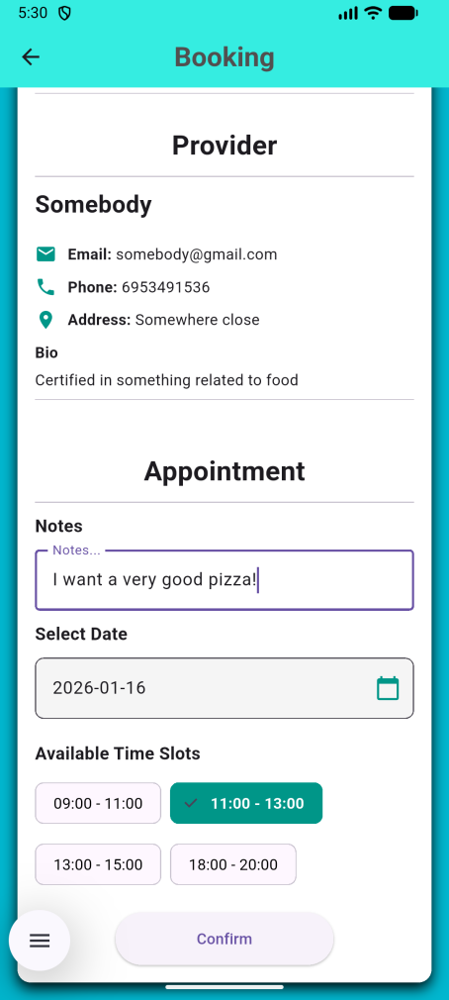 5:30
Booking
Provider
Somebody
Email: somebody@gmail.com
Phone: 6953491536
Address: Somewhere close
Bio
Certified in something related to food
Appointment
Notes
Notes...
I want a very good pizza!
Select Date
2026-01-16
Available Time Slots
09:00 - 11:00 11:00 - 13:00
13:00 - 15:00 18:00 - 20:00
Confirm